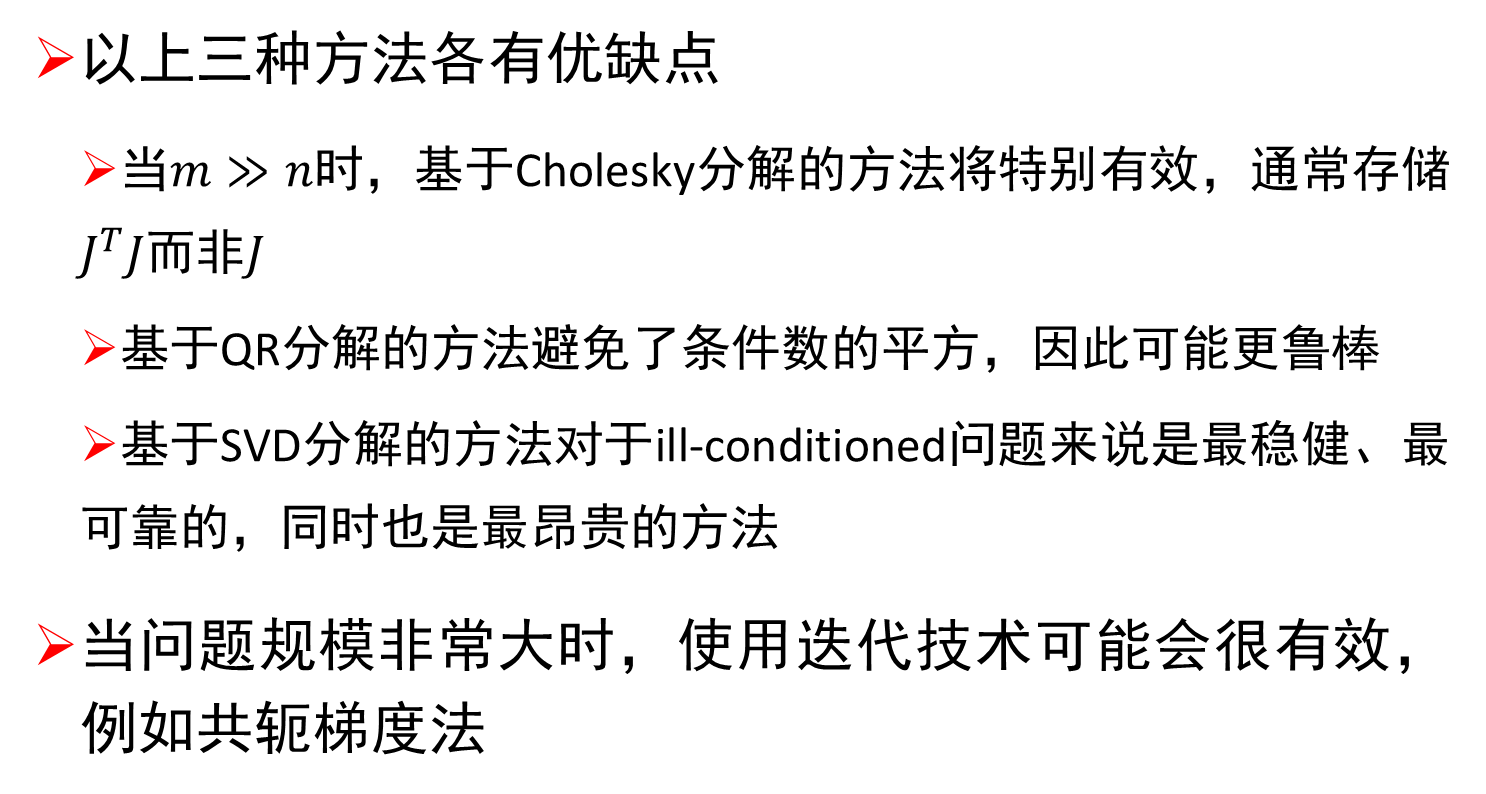 ➢以上三种方法各有优缺点
➢当m ≫ n时，基于Cholesky分解的方法将特别有效，通常存储
JᵀJ而非J
➢基于QR分解的方法避免了条件数的平方，因此可能更鲁棒
➢基于SVD分解的方法对于ill-conditioned问题来说是最稳健、最
可靠的，同时也是最昂贵的方法
➢当问题规模非常大时，使用迭代技术可能会很有效，
例如共轭梯度法